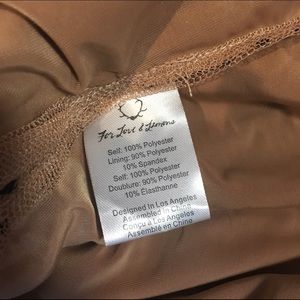 For Love & Lemons
Self: 100% Polyester
Lining: 90% Polyester
10% Spandex
Self: 100% Polyester
Doublure: 90% Polyester
10% Élasthanne
Designed In Los Angeles
Assembled In China
Conçu a Los Angeles
Assemblé en Chine